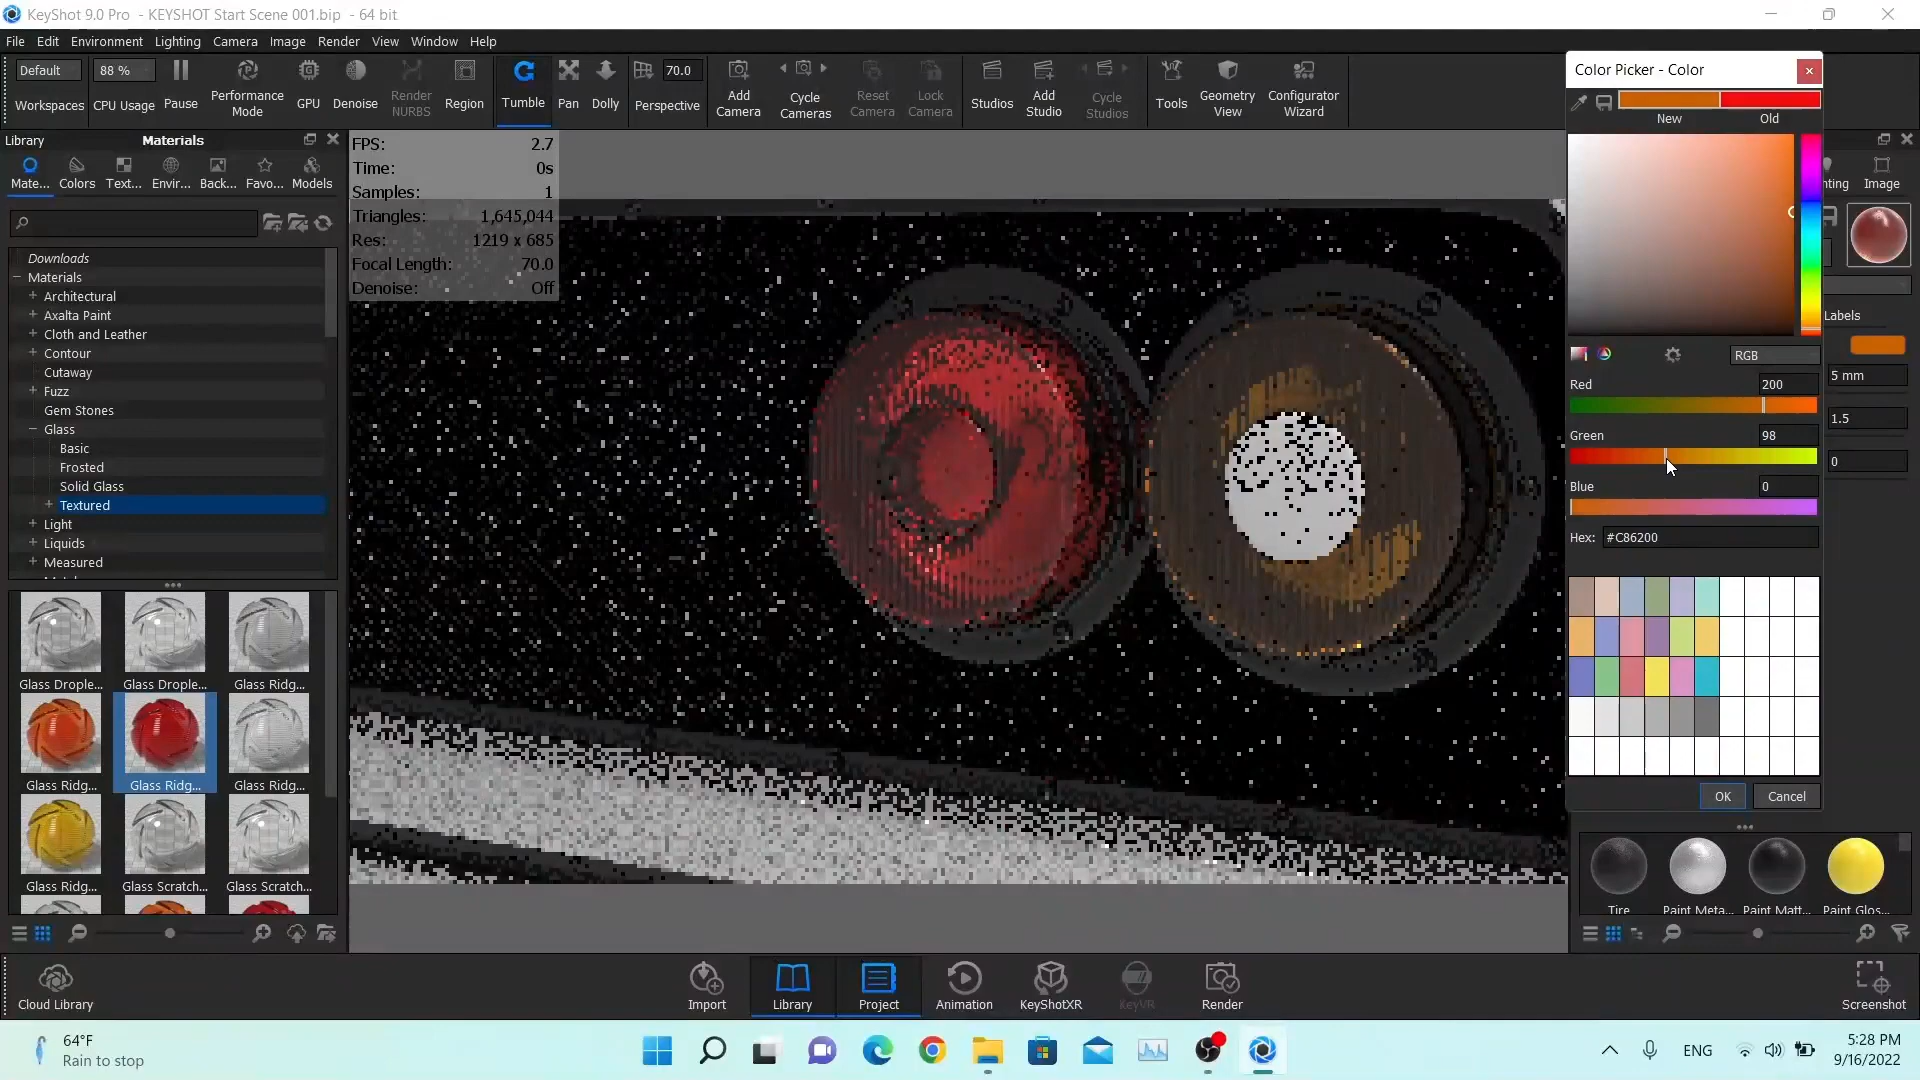 KeyShot 9.0 Pro - KEYSHOT Start Scene 001.bip - 64 bit
File Edit Environment Lighting Camera Image Render View Window Help
Default 88 % 70.0
Workspaces CPU Usage Pause Performance Mode GPU Denoise Render NURBS Region Tumble Pan Dolly Perspective Add Camera Cycle Cameras Reset Camera Lock Camera Studios Add Studio Cycle Studios Tools Geometry View Configurator Wizard
Library Materials
Mate... Colors Text... Envir... Back... Favo... Models
Downloads
Materials
Architectural
Axalta Paint
Cloth and Leather
Contour
Cutaway
Fuzz
Gem Stones
Glass
Basic
Frosted
Solid Glass
Textured
Light
Liquids
Measured
Glass Drople... Glass Drople... Glass Ridg...
Glass Ridg... Glass Ridg... Glass Ridg...
Glass Ridg... Glass Scratch... Glass Scratch...
FPS: 2.7
Time: 0s
Samples: 1
Triangles: 1,645,044
Res: 1219 x 685
Focal Length: 70.0
Denoise: Off
Color Picker - Color
New Old
RGB
Red 200
Green 98
Blue 0
Hex: #C86200
OK Cancel
nting Image
Labels
5 mm
1.5
0
Tire Paint Meta... Paint Matt... Paint Glos...
Cloud Library Import Library Project Animation KeyShotXR KeyVR Render Screenshot
64°F
Rain to stop
ENG
5:28 PM
9/16/2022